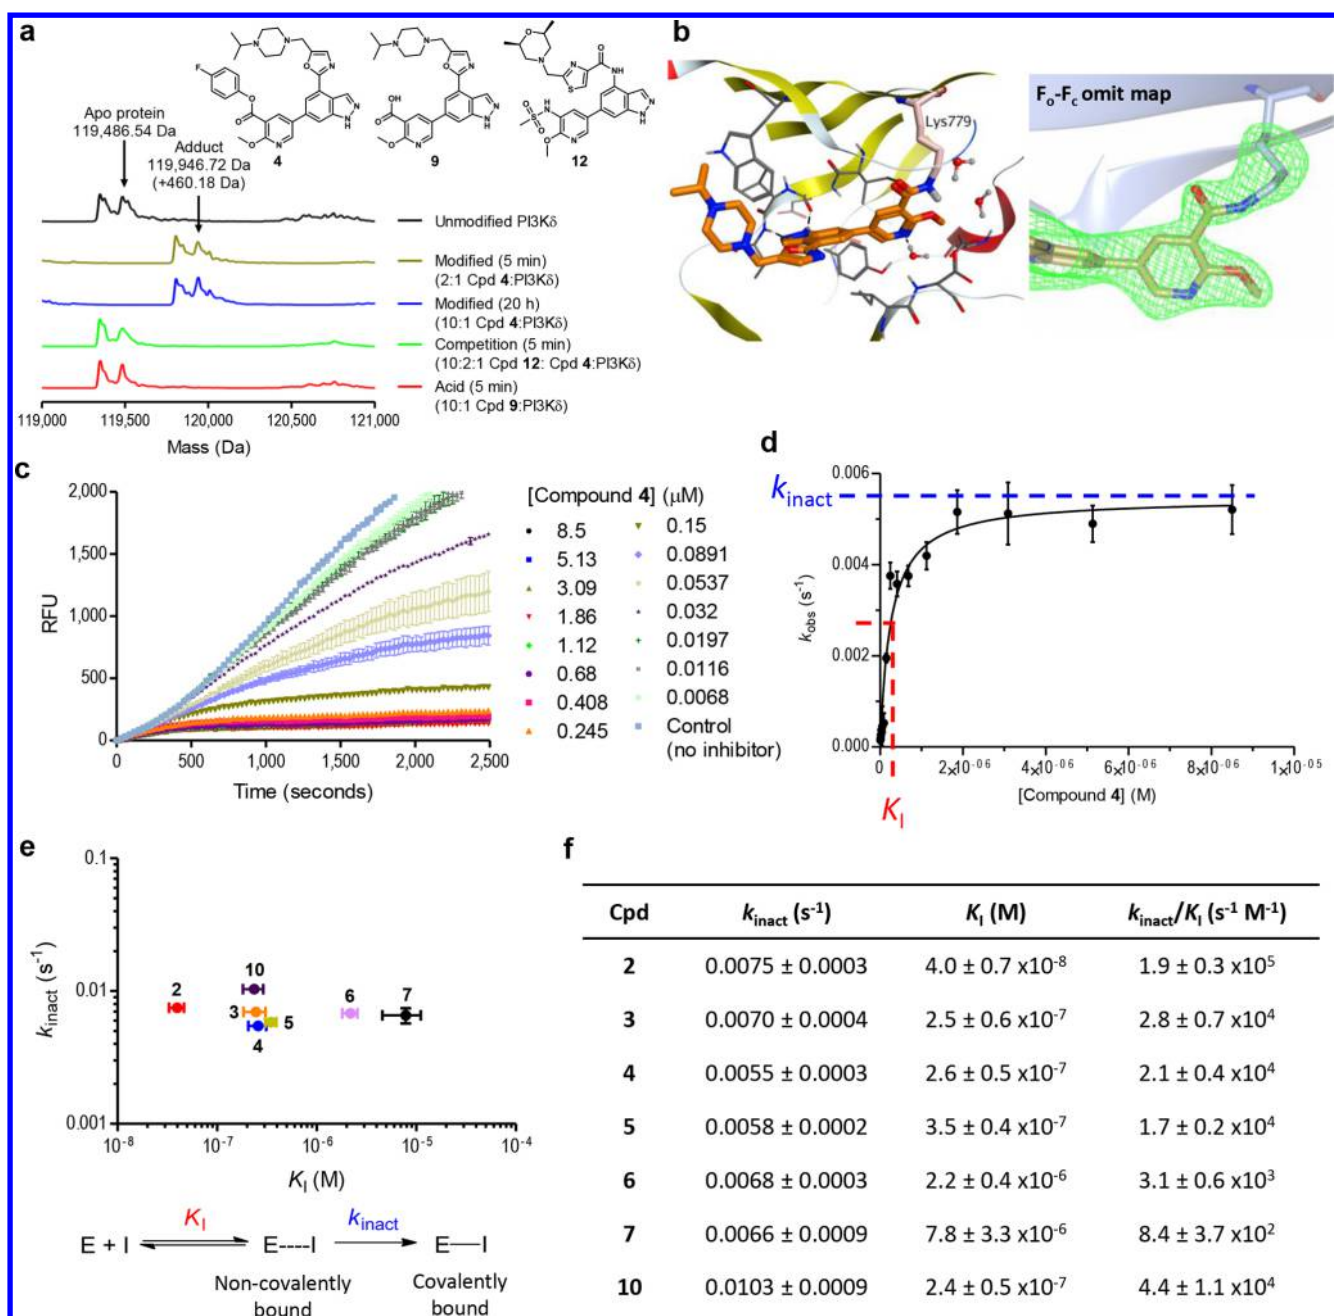 a
4
9
12
Apo protein
119,486.54 Da
Adduct
119,946.72 Da
(+460.18 Da)
Unmodified PI3Kδ
Modified (5 min)
(2:1 Cpd 4:PI3Kδ)
Modified (20 h)
(10:1 Cpd 4:PI3Kδ)
Competition (5 min)
(10:2:1 Cpd 12: Cpd 4:PI3Kδ)
Acid (5 min)
(10:1 Cpd 9:PI3Kδ)
119,000 119,500 120,000 120,500 121,000
Mass (Da)
b
Lys779
Fo-Fc omit map
c
2,000
1,500
1,000
500
0
RFU
0 500 1,000 1,500 2,000 2,500
Time (seconds)
[Compound 4] (μM)
8.5 0.15
5.13 0.0891
3.09 0.0537
1.86 0.032
1.12 0.0197
0.68 0.0116
0.408 0.0068
0.245 Control
(no inhibitor)
d
kinact
0.006
0.004
0.002
0.000
kobs (s-1)
0 2×10-06 4×10-06 6×10-06 8×10-06 1×10-05
[Compound 4] (M)
KI
e
0.1
0.01
0.001
kinact (s-1)
2 10 3 4 5 6 7
10-8 10-7 10-6 10-5 10-4
KI (M)
KI kinact
E + I E----I E—I
Non-covalently bound
Covalently bound
f
Cpd kinact (s-1) KI (M) kinact/KI (s-1 M-1)
2 0.0075 ± 0.0003 4.0 ± 0.7 x10-8 1.9 ± 0.3 x105
3 0.0070 ± 0.0004 2.5 ± 0.6 x10-7 2.8 ± 0.7 x104
4 0.0055 ± 0.0003 2.6 ± 0.5 x10-7 2.1 ± 0.4 x104
5 0.0058 ± 0.0002 3.5 ± 0.4 x10-7 1.7 ± 0.2 x104
6 0.0068 ± 0.0003 2.2 ± 0.4 x10-6 3.1 ± 0.6 x103
7 0.0066 ± 0.0009 7.8 ± 3.3 x10-6 8.4 ± 3.7 x102
10 0.0103 ± 0.0009 2.4 ± 0.5 x10-7 4.4 ± 1.1 x104